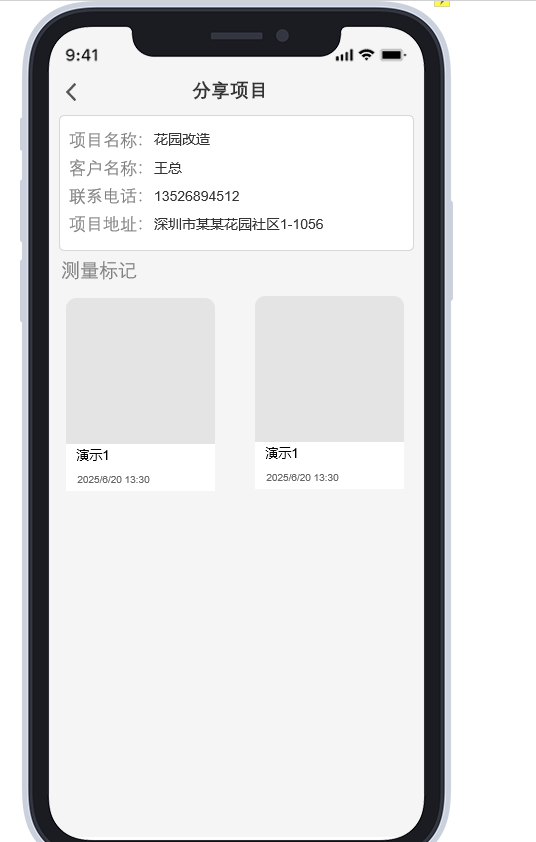 9:41
分享项目
项目名称：花园改造
客户名称：王总
联系电话：13526894512
项目地址：深圳市某某花园社区1-1056
测量标记
演示1
2025/6/20 13:30
演示1
2025/6/20 13:30